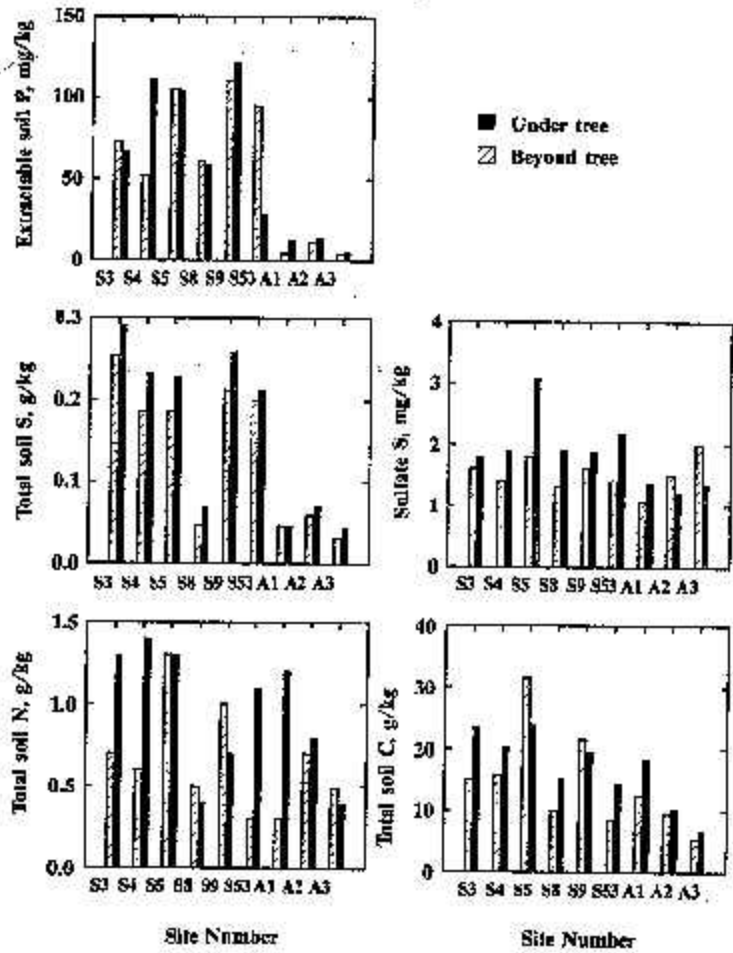 150
100
50
0
Extractable soil P, mg/kg
S3 S4 S5 S8 S9 S53 A1 A2 A3
Under tree
Beyond tree
0.3
0.2
0.1
0.0
Total soil S, g/kg
S3 S4 S5 S8 S9 S53 A1 A2 A3
4
3
2
1
0
Sulfate S, mg/kg
S3 S4 S5 S8 S9 S53 A1 A2 A3
1.5
1.0
0.5
0.0
Total soil N, g/kg
S3 S4 S5 S8 S9 S53 A1 A2 A3
Site Number
40
30
20
10
0
Total soil C, g/kg
S3 S4 S5 S8 S9 S53 A1 A2 A3
Site Number